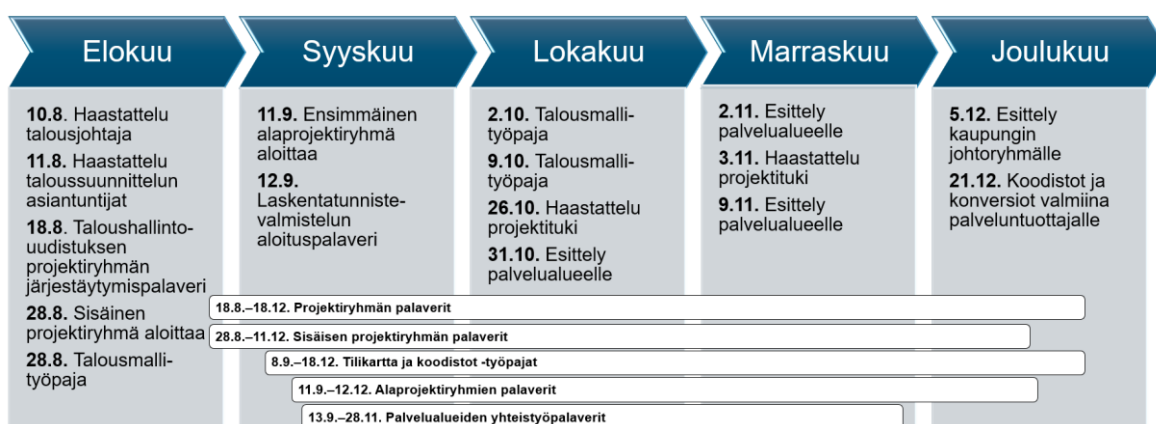 Elokuu
10.8. Haastattelu
talousjohtaja
11.8. Haastattelu
taloussuunnittelun
asiantuntijat
18.8. Taloushallinto-
uudistuksen
projektiryhmän
järjestäytymispalaveri
28.8. Sisäinen
projektiryhmä aloittaa
28.8. Talousmalli-
työpaja
Syyskuu
11.9. Ensimmäinen
alaprojektiryhmä
aloittaa
12.9.
Laskentatunniste-
valmistelun
aloituspalaveri
Lokakuu
2.10. Talousmalli-
työpaja
9.10. Talousmalli-
työpaja
26.10. Haastattelu
projektituki
31.10. Esittely
palvelualueelle
Marraskuu
2.11. Esittely
palvelualueelle
3.11. Haastattelu
projektituki
9.11. Esittely
palvelualueelle
Joulukuu
5.12. Esittely
kaupungin
johtoryhmälle
21.12. Koodistot ja
konversiot valmiina
palveluntuottajalle
18.8.–18.12. Projektiryhmän palaverit
28.8.–11.12. Sisäisen projektiryhmän palaverit
8.9.–18.12. Tilikartta ja koodistot -työpajat
11.9.–12.12. Alaprojektiryhmien palaverit
13.9.–28.11. Palvelualueiden yhteistyöpalaverit